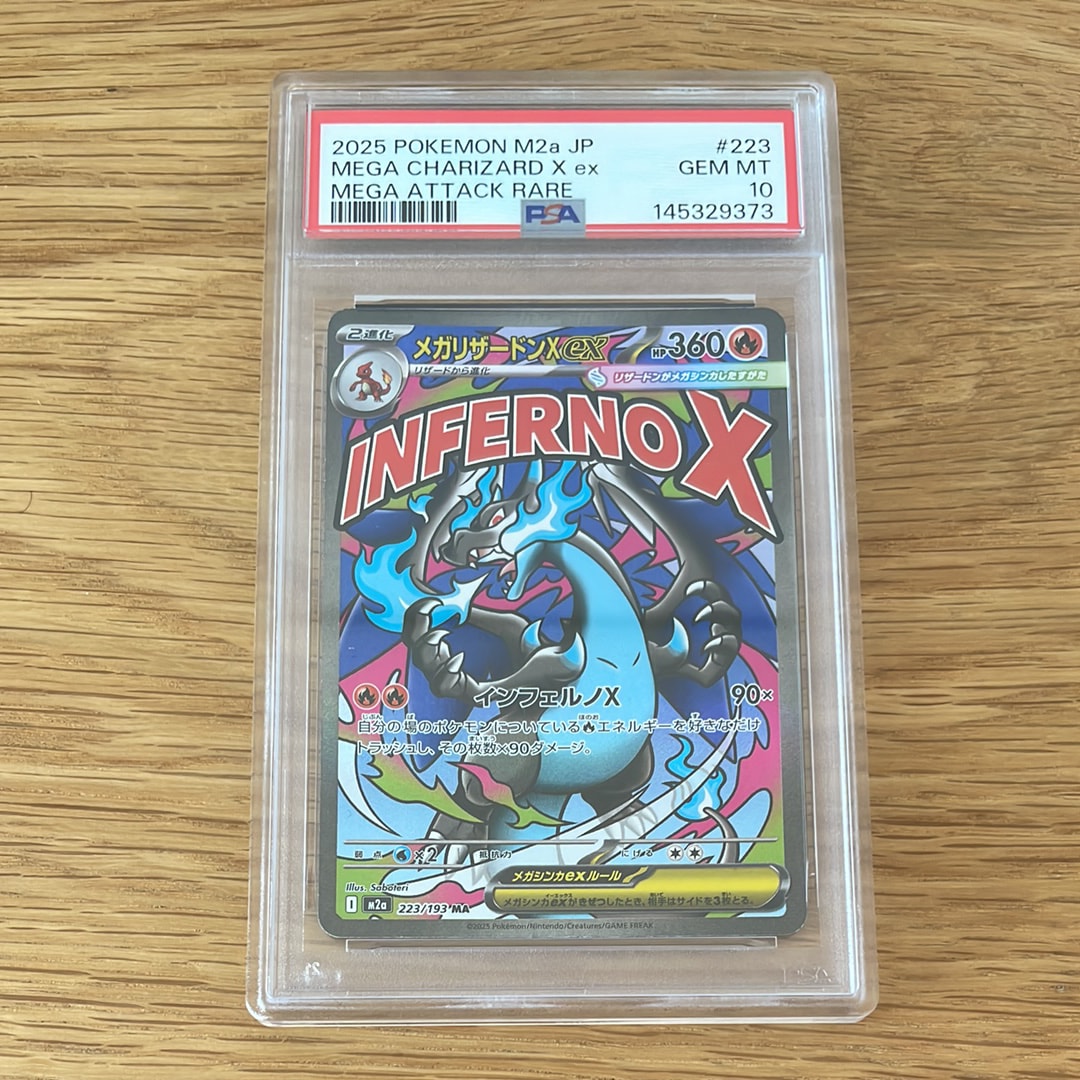 2025 POKEMON M2a JP #223
MEGA CHARIZARD X ex GEM MT
MEGA ATTACK RARE 10
PSA 145329373
2進化 メガリザードンXex HP360
リザードから進化 リザードンがメガシンカしたすがた
INFERNO X
インフェルノX 90×
自分の場のポケモンについているエネルギーを好きなだけ
トラッシュし、その枚数×90ダメージ。
弱点 ×2 抵抗力 にげる
メガシンカexルール
メガシンカexがきぜつしたとき、相手はサイドを3枚とる。
Illus. Saboteri
I M2a 223/193 MA
©2025 Pokémon/Nintendo/Creatures/GAME FREAK